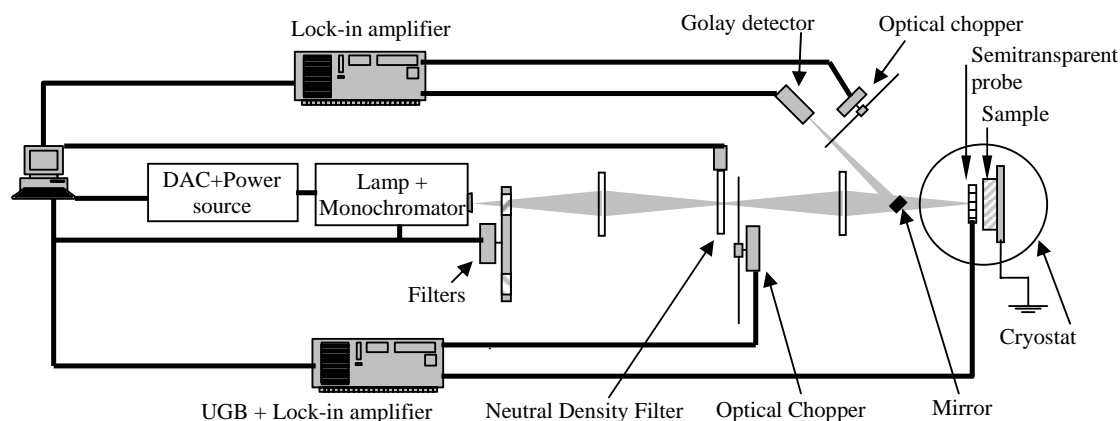 Lock-in amplifier
Golay detector
Optical chopper
Semitransparent
probe
Sample
DAC+Power
source
Lamp +
Monochromator
Filters
Cryostat
UGB + Lock-in amplifier
Neutral Density Filter
Optical Chopper
Mirror